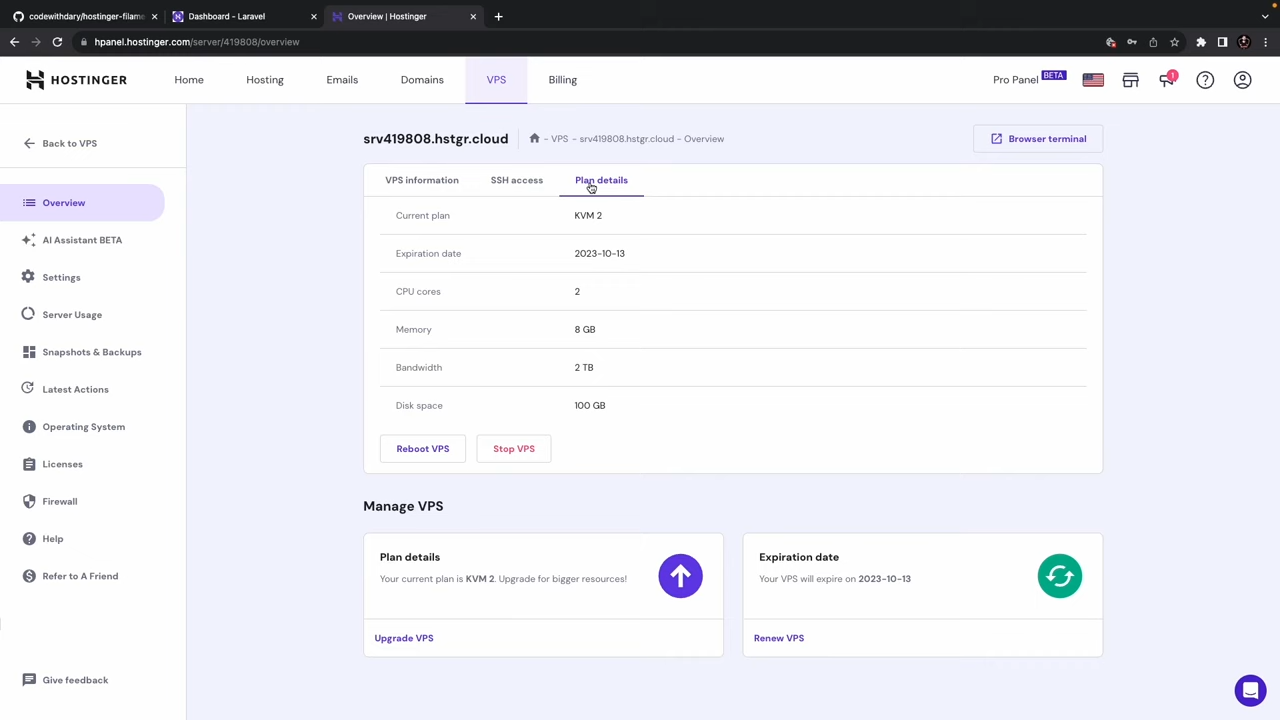 codewithdary/hostinger-filam
Dashboard - Laravel
Overview | Hostinger
hpanel.hostinger.com/server/419808/overview
HOSTINGER
Home
Hosting
Emails
Domains
VPS
Billing
Pro Panel BETA
1
Back to VPS
srv419808.hstgr.cloud
- VPS - srv419808.hstgr.cloud - Overview
Browser terminal
Overview
AI Assistant BETA
Settings
Server Usage
Snapshots & Backups
Latest Actions
Operating System
Licenses
Firewall
Help
Refer to A Friend
Give feedback
VPS information
SSH access
Plan details
Current plan KVM 2
Expiration date 2023-10-13
CPU cores 2
Memory 8 GB
Bandwidth 2 TB
Disk space 100 GB
Reboot VPS
Stop VPS
Manage VPS
Plan details
Your current plan is KVM 2. Upgrade for bigger resources!
Upgrade VPS
Expiration date
Your VPS will expire on 2023-10-13
Renew VPS